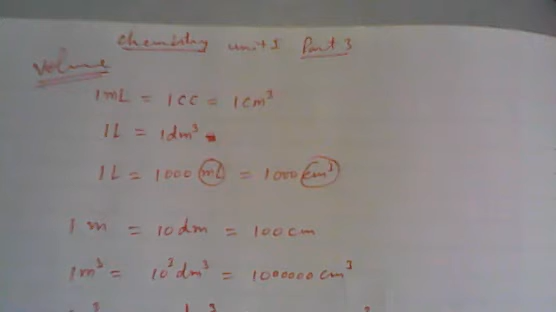 Chemistry unit 1 Part 3
Volume
1mL = 1cc = 1cm³
1L = 1dm³
1L = 1000 mL = 1000 cm³
1 m = 10 dm = 100 cm
1m³ = 10³ dm³ = 1000000 cm³